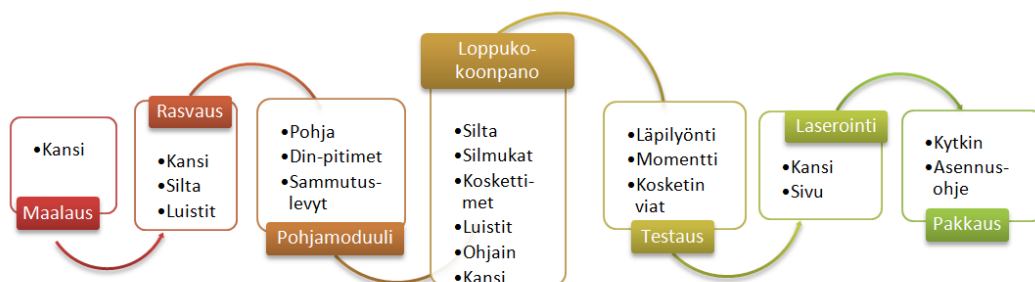 •Kansi
Maalaus
Rasvaus
•Kansi
•Silta
•Luistit
•Pohja
•Din-pitimet
•Sammutus-
levyt
Pohjamoduuli
Loppuko-
koonpano
•Silta
•Silmukat
•Kosketti-
met
•Luistit
•Ohjain
•Kansi
•Läpilyönti
•Momentti
•Kosketin
viat
Testaus
Laserointi
•Kansi
•Sivu
•Kytkin
•Asennus-
ohje
Pakkaus